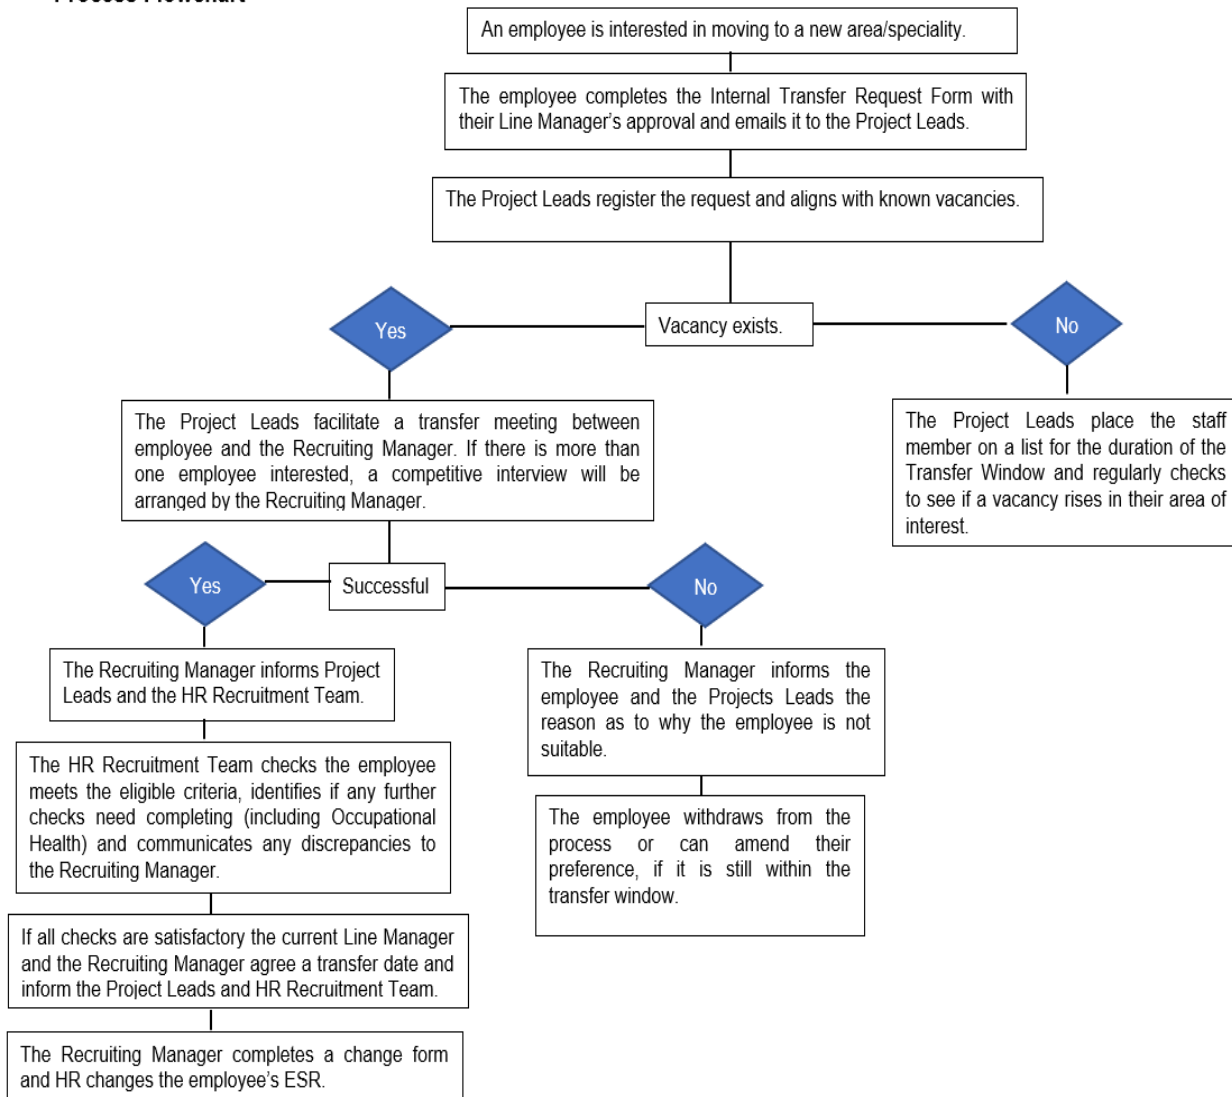 Process Flowchart
An employee is interested in moving to a new area/speciality.
The employee completes the Internal Transfer Request Form with
their Line Manager's approval and emails it to the Project Leads.
The Project Leads register the request and aligns with known vacancies.
Yes
Vacancy exists.
No
The Project Leads facilitate a transfer meeting between
employee and the Recruiting Manager. If there is more than
one employee interested, a competitive interview will be
arranged by the Recruiting Manager.
The Project Leads place the staff
member on a list for the duration of the
Transfer Window and regularly checks
to see if a vacancy rises in their area of
interest.
Yes
Successful
No
The Recruiting Manager informs Project
Leads and the HR Recruitment Team.
The Recruiting Manager informs the
employee and the Projects Leads the
reason as to why the employee is not
suitable.
The HR Recruitment Team checks the employee
meets the eligible criteria, identifies if any further
checks need completing (including Occupational
Health) and communicates any discrepancies to
the Recruiting Manager.
The employee withdraws from the
process or can amend their
preference, if it is still within the
transfer window.
If all checks are satisfactory the current Line Manager
and the Recruiting Manager agree a transfer date and
inform the Project Leads and HR Recruitment Team.
The Recruiting Manager completes a change form
and HR changes the employee's ESR.